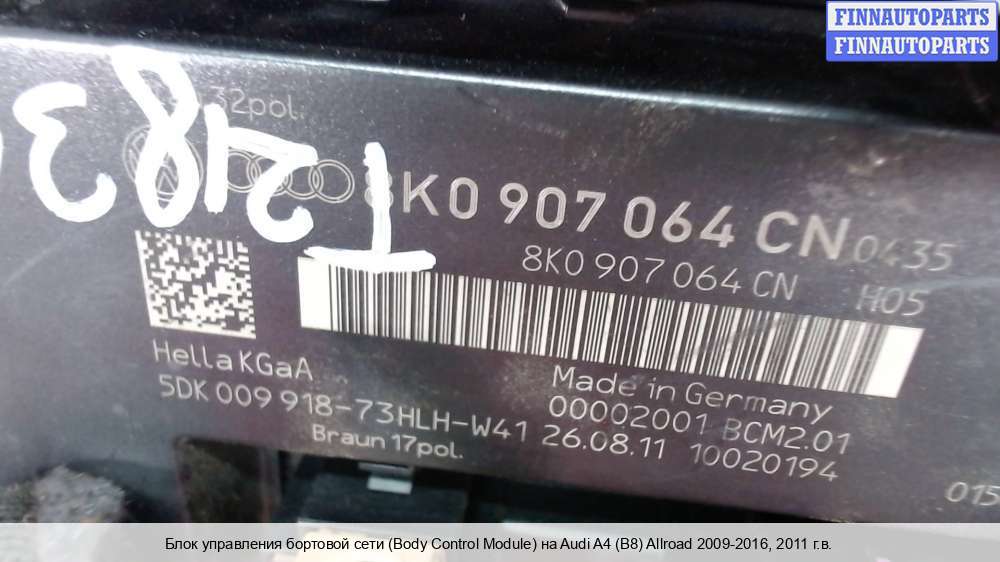 FINNAUTOPARTS
FINNAUTOPARTS
32pol.
8K0 907 064 CN 0435
8K0 907 064 CN H05
HellaKGaA
Made in Germany
5DK 009 918-73HLH-W41
00002001 BCM2.01
Braun 17pol.
26.08.11 10020194
015
Блок управления бортовой сети (Body Control Module) на Audi A4 (B8) Allroad 2009-2016, 2011 г.в.